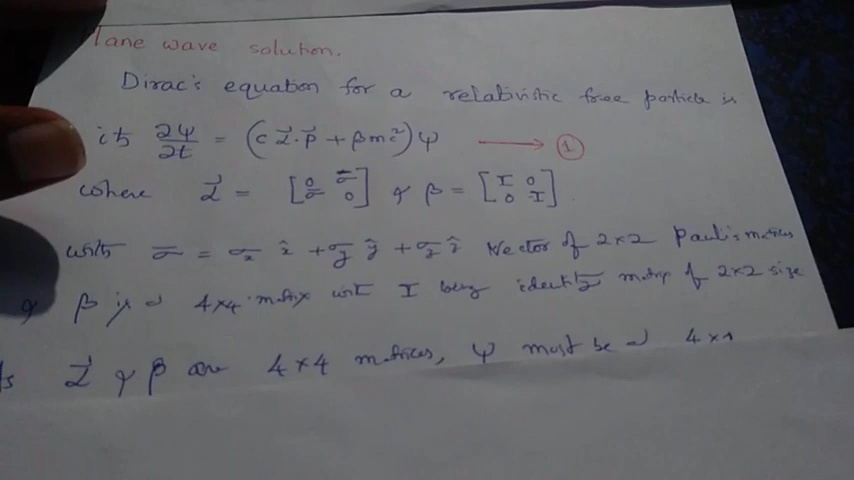 lane wave solution.
Dirac's equation for a relativistic free particle is
iħ ∂ψ/∂t = (c α⃗·p⃗ + βmc²)ψ ⟶ ①
where α⃗ = [0 σ⃗; σ⃗ 0] & β = [I 0; 0 I]
with σ⃗ = σx x̂ + σy ŷ + σz ẑ Vector of 2×2 Pauli's matrices
& β is a 4×4 matrix with I being identity matrix of 2×2 size
As α⃗ & β are 4×4 matrices, ψ must be a 4×1